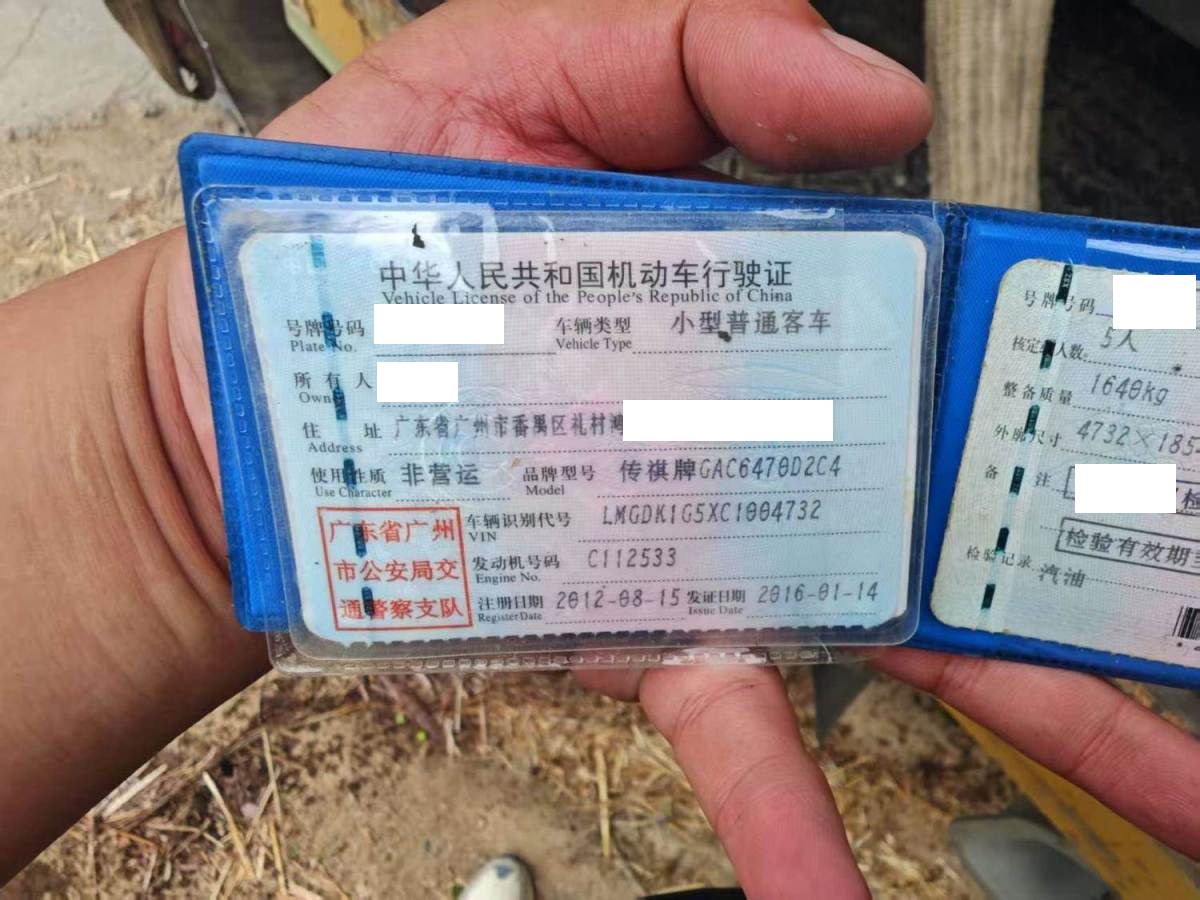 中华人民共和国机动车行驶证
Vehicle License of the People's Republic of China
号牌号码 车辆类型 小型普通客车
Plate No. Vehicle Type
所有人
Owner
住址 广东省广州市番禺区礼村湾
Address
使用性质 非营运 品牌型号 传祺牌GAC6470D2C4
Use Character Model
广东省广州
市公安局交
通警察支队
车辆识别代号 LMGDK1G5XC1004732
VIN
发动机号码 C112533
Engine No.
注册日期 2012-08-15 发证日期 2016-01-14
Register Date Issue Date
号牌号码
核定 人数 5人
整备质量 1640kg
外廓尺寸 4732×185
备注
检
检验有效期
检验记录 汽油